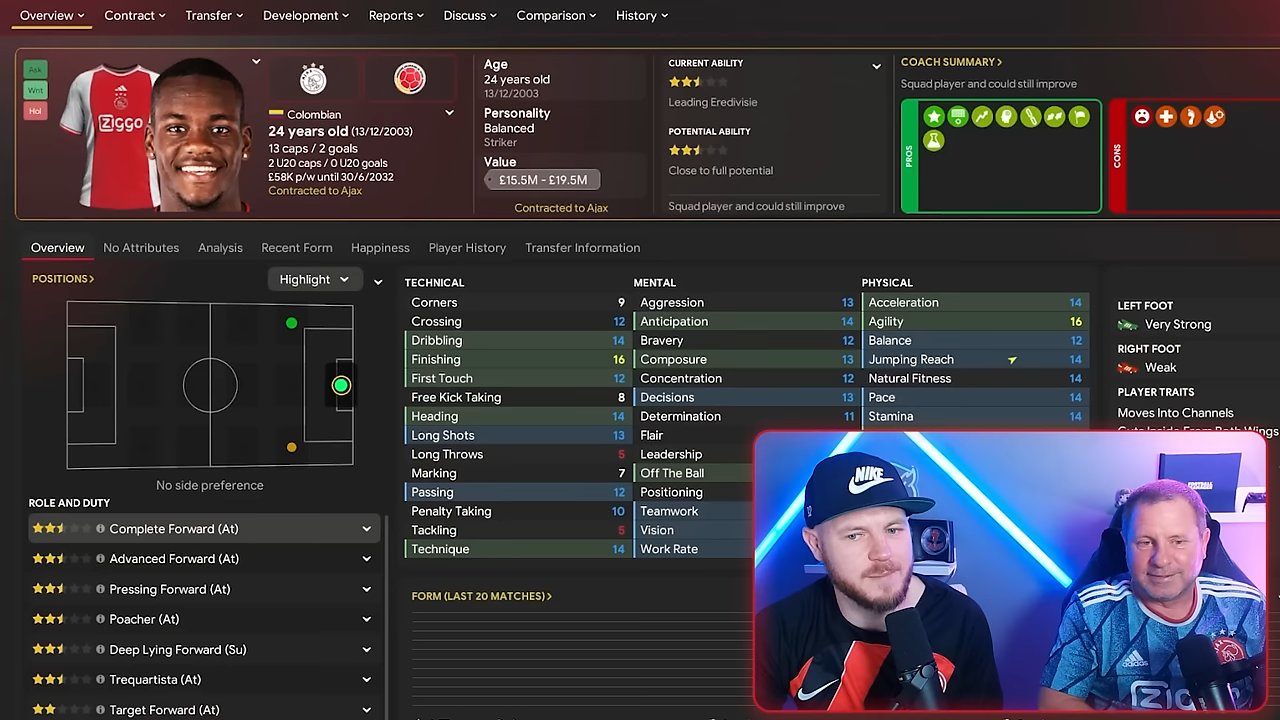 Overview
Contract
Transfer
Development
Reports
Discuss
Comparison
History
Ask
Wnt
Hol
Ziggo
Colombian
24 years old (13/12/2003)
13 caps / 2 goals
2 U20 caps / 0 U20 goals
£58K p/w until 30/6/2032
Contracted to Ajax
Age
24 years old
13/12/2003
Personality
Balanced
Striker
Value
£15.5M - £19.5M
Contracted to Ajax
CURRENT ABILITY
Leading Eredivisie
POTENTIAL ABILITY
Close to full potential
Squad player and could still improve
COACH SUMMARY >
Squad player and could still improve
PROS
CONS
Overview
No Attributes
Analysis
Recent Form
Happiness
Player History
Transfer Information
POSITIONS >
Highlight
No side preference
ROLE AND DUTY
Complete Forward (At)
Advanced Forward (At)
Pressing Forward (At)
Poacher (At)
Deep Lying Forward (Su)
Trequartista (At)
Target Forward (At)
TECHNICAL
Corners 9
Crossing 12
Dribbling 14
Finishing 16
First Touch 12
Free Kick Taking 8
Heading 14
Long Shots 13
Long Throws 5
Marking 7
Passing 12
Penalty Taking 10
Tackling 5
Technique 14
MENTAL
Aggression 13
Anticipation 14
Bravery 12
Composure 13
Concentration 12
Decisions 13
Determination 11
Flair
Leadership
Off The Ball
Positioning
Teamwork
Vision
Work Rate
PHYSICAL
Acceleration 14
Agility 16
Balance 12
Jumping Reach 14
Natural Fitness 14
Pace 14
Stamina 14
LEFT FOOT
Very Strong
RIGHT FOOT
Weak
PLAYER TRAITS
Moves Into Channels
Cuts Inside From Both Wings
FORM (LAST 20 MATCHES) >
NIKE
adidas